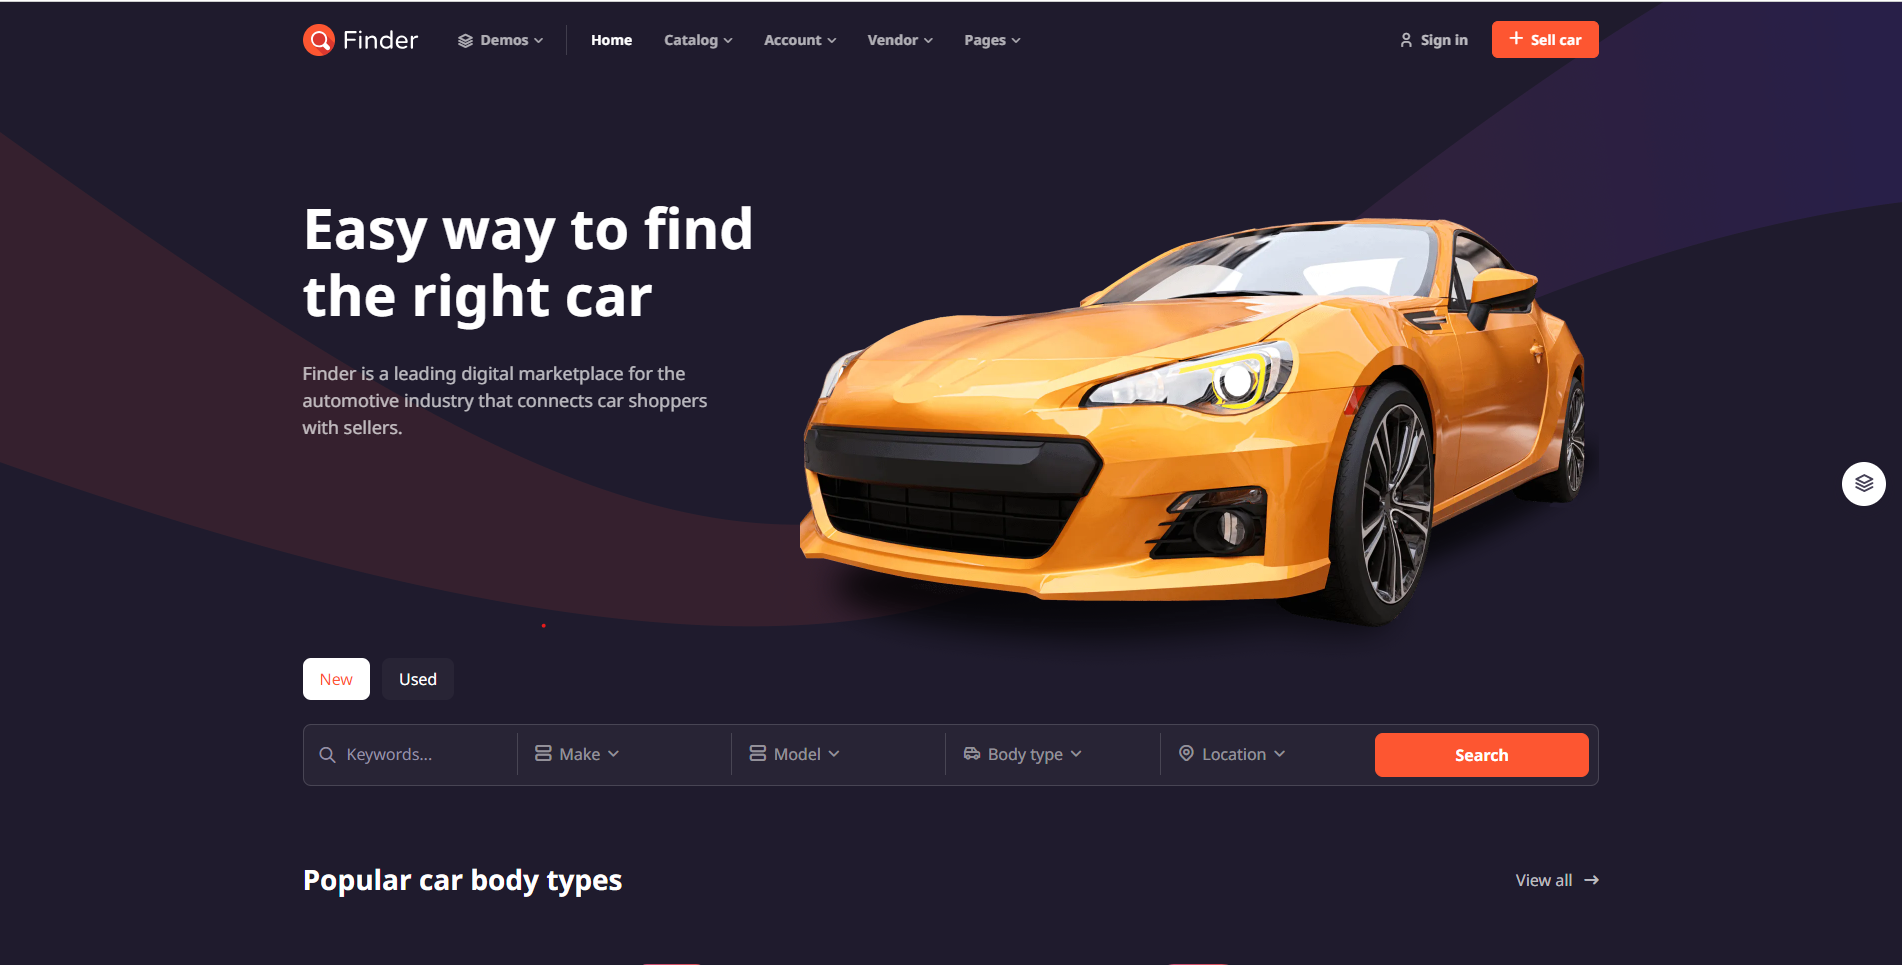 Finder
Demos
Home
Catalog
Account
Vendor
Pages
Sign in
+ Sell car
Easy way to find
the right car
Finder is a leading digital marketplace for the
automotive industry that connects car shoppers
with sellers.
New
Used
Keywords...
Make
Model
Body type
Location
Search
Popular car body types
View all →